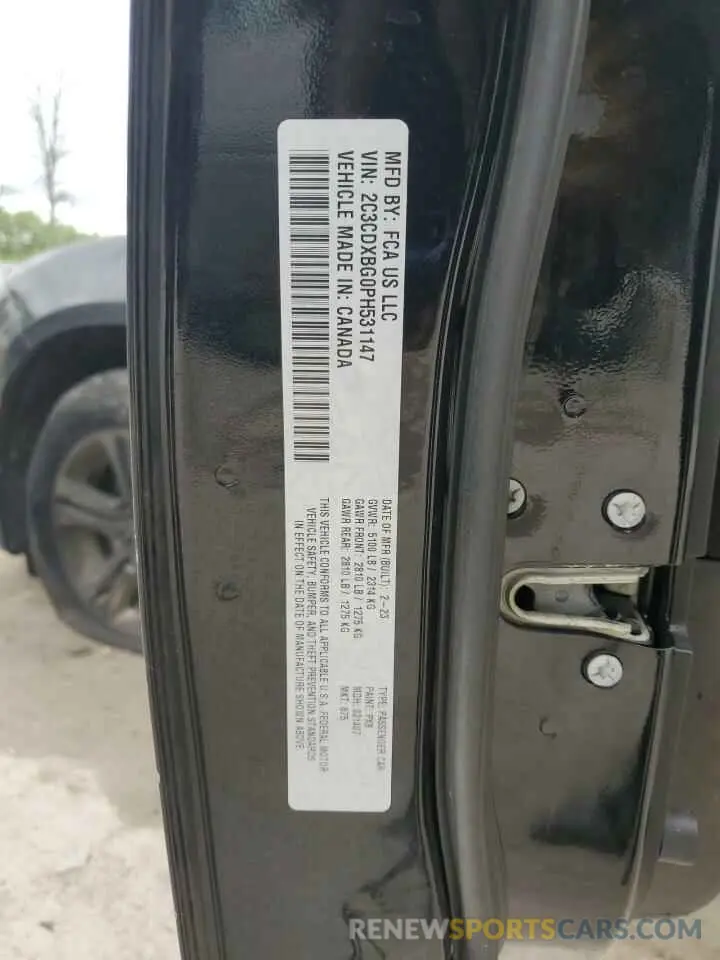 MFD BY: FCA US LLC
VIN: 2C3CDXBG0PH531147
VEHICLE MADE IN: CANADA
DATE OF MFR (BUILT): 2-23
GVWR: 5100 LB / 2314 KG
GAWR FRONT: 2810 LB / 1275 KG
GAWR REAR: 2810 LB / 1275 KG
THIS VEHICLE CONFORMS TO ALL APPLICABLE U.S.A. FEDERAL MOTOR
VEHICLE SAFETY, BUMPER, AND THEFT PREVENTION STANDARDS
IN EFFECT ON THE DATE OF MANUFACTURE SHOWN ABOVE.
TYPE: PASSENGER CAR
PAINT: PX8
MDH:
MKT:
RENEWSPORTSCARS.COM